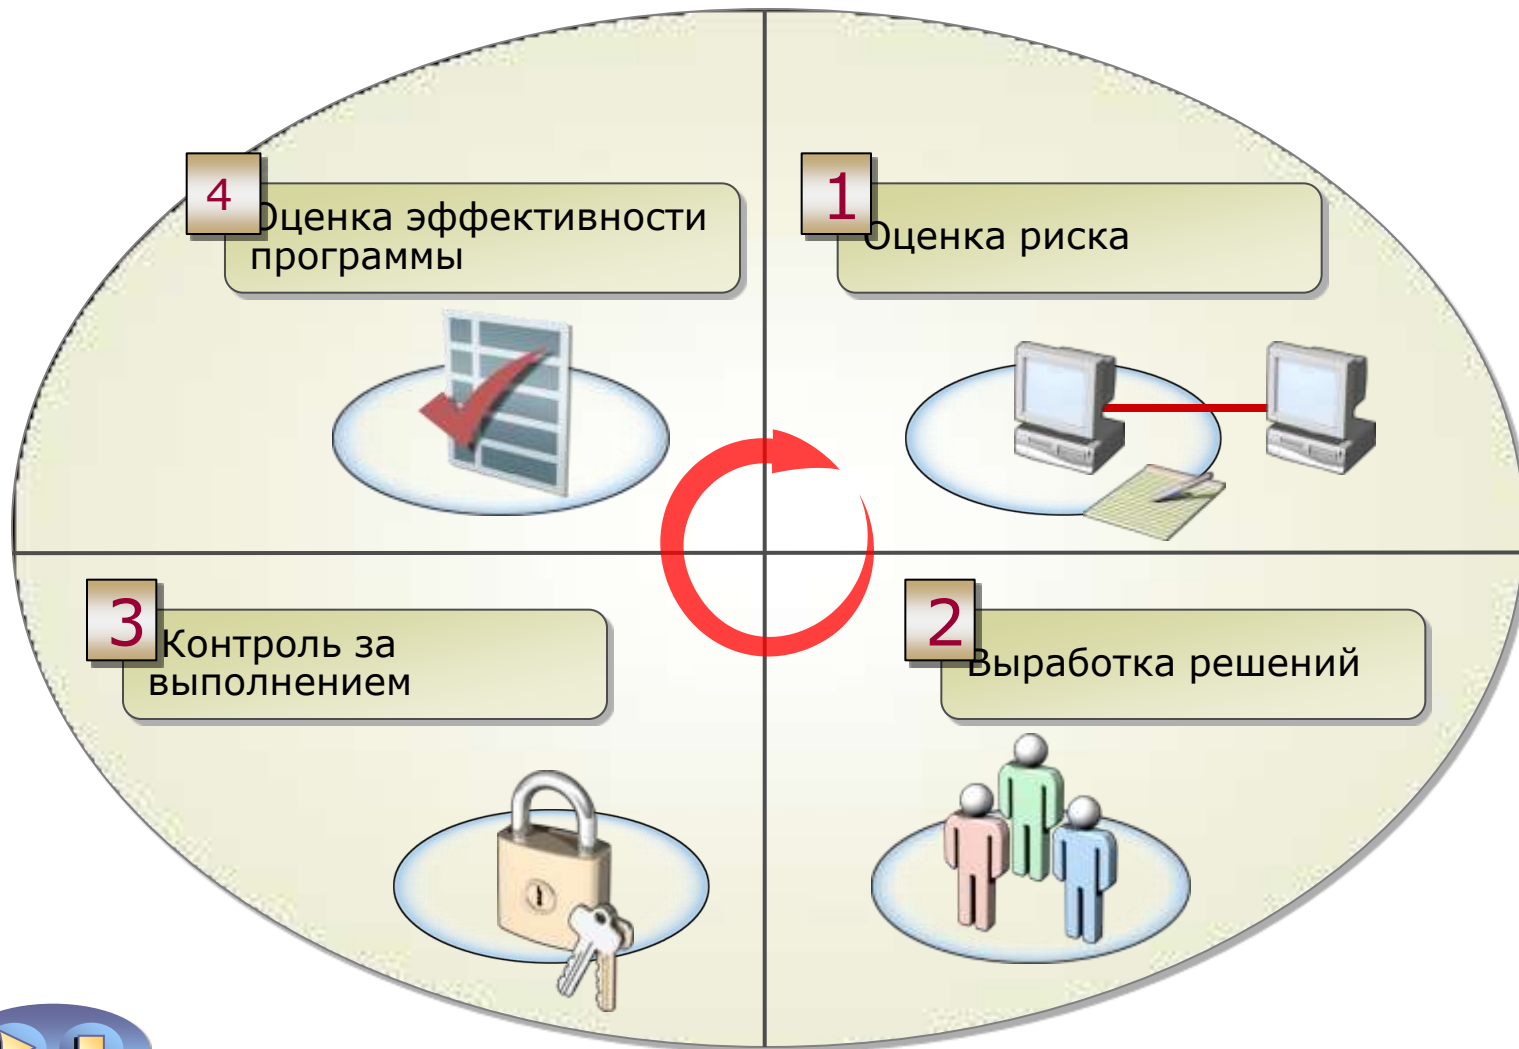 4
Оценка эффективности
программы
1
Оценка риска
3
Контроль за
выполнением
2
Выработка решений